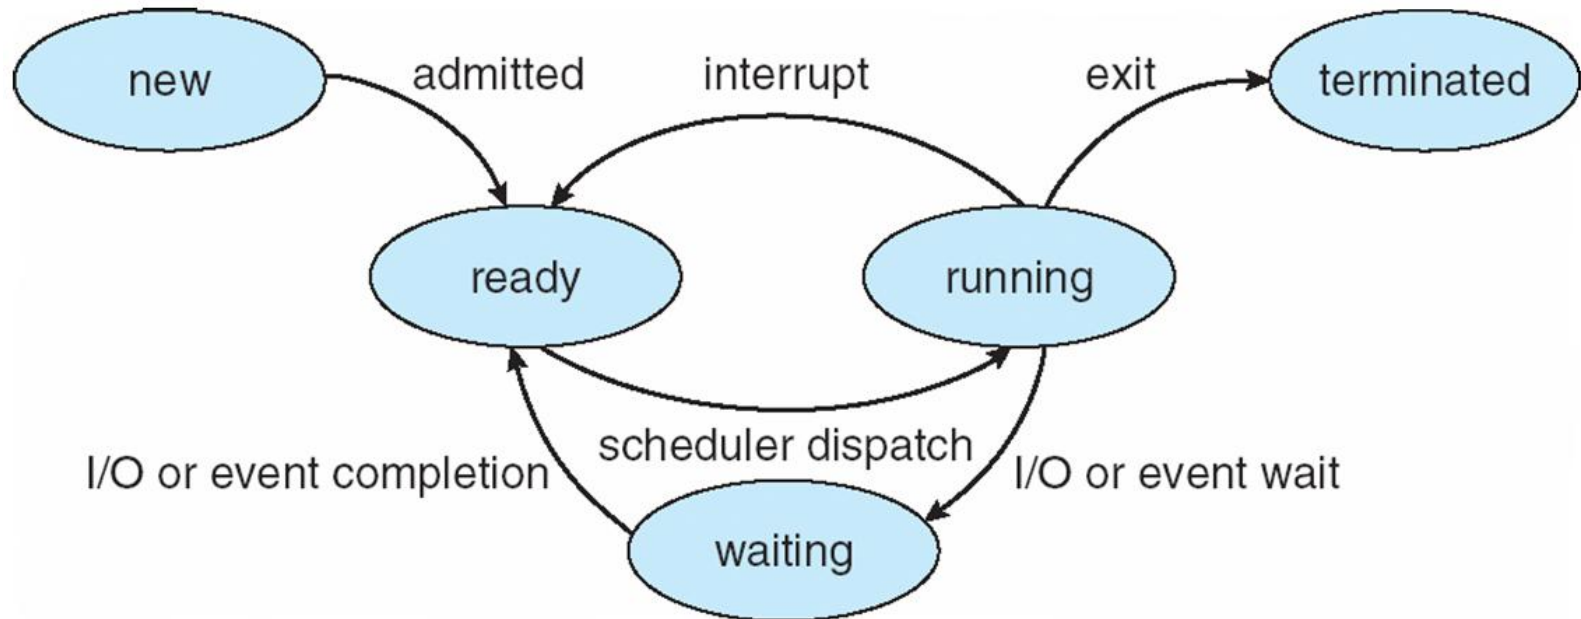 new
admitted
interrupt
exit
terminated
ready
running
scheduler dispatch
I/O or event completion
I/O or event wait
waiting